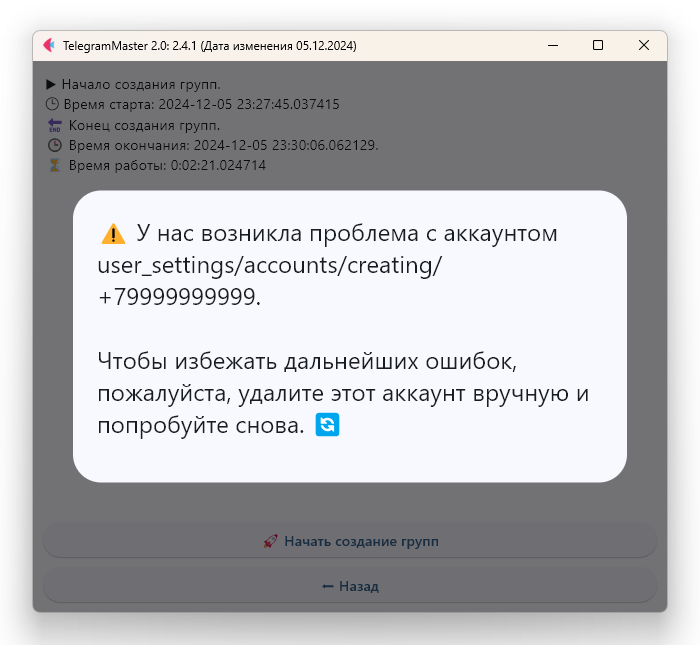 TelegramMaster 2.0: 2.4.1 (Дата изменения 05.12.2024)
▶ Начало создания групп.
🕒 Время старта: 2024-12-05 23:27:45.037415
🔚 Конец создания групп.
🕒 Время окончания: 2024-12-05 23:30:06.062129.
⏳ Время работы: 0:02:21.024714
⚠️ У нас возникла проблема с аккаунтом
user_settings/accounts/creating/
+79999999999.
Чтобы избежать дальнейших ошибок,
пожалуйста, удалите этот аккаунт вручную и
попробуйте снова. 🔄
🚀 Начать создание групп
← Назад